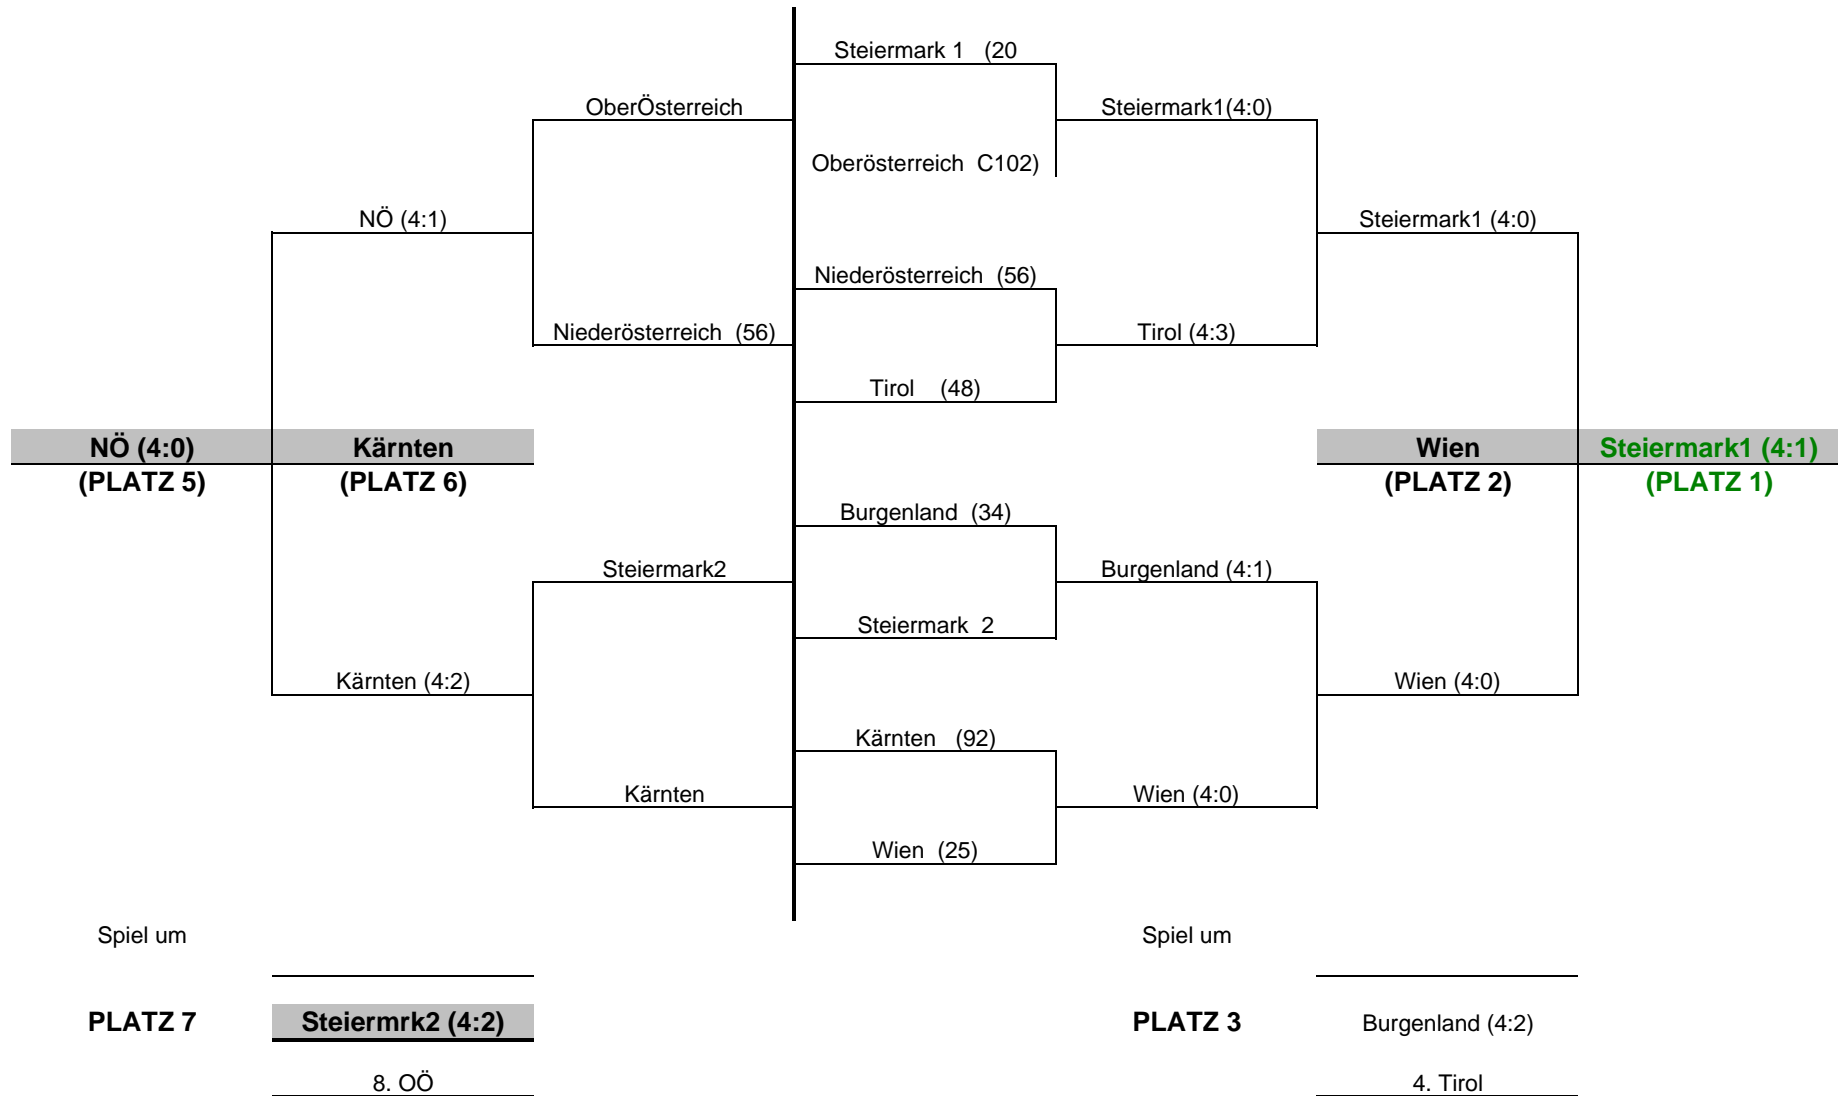 Steiermark 1 (20
OberÖsterreich
Steiermark1(4:0)
Oberösterreich C102)
NÖ (4:1)
Steiermark1 (4:0)
Niederösterreich (56)
Niederösterreich (56)
Tirol (4:3)
Tirol (48)
NÖ (4:0)
Kärnten
Wien
Steiermark1 (4:1)
(PLATZ 5)
(PLATZ 6)
(PLATZ 2)
(PLATZ 1)
Burgenland (34)
Steiermark2
Burgenland (4:1)
Steiermark 2
Kärnten (4:2)
Wien (4:0)
Kärnten (92)
Kärnten
Wien (4:0)
Wien (25)
Spiel um
Spiel um
PLATZ 7
Steiermrk2 (4:2)
PLATZ 3
Burgenland (4:2)
8. OÖ
4. Tirol